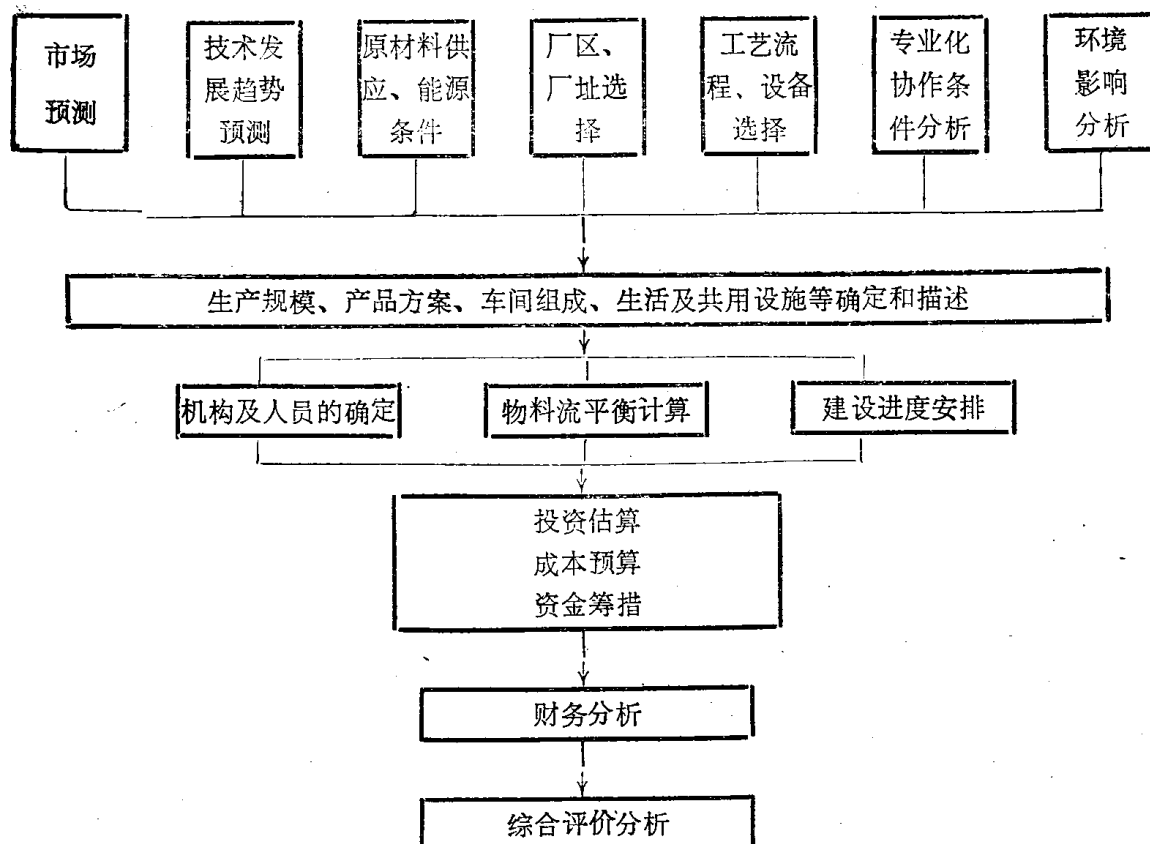 市场
预测
技术发
展趋势
预测
原材料供
应、能源
条件
厂区、
厂址选
择
工艺流
程、设备
选择
专业化
协作条
件分析
环境
影响
分析
生产规模、产品方案、车间组成、生活及共用设施等确定和描述
机构及人员的确定
物料流平衡计算
建设进度安排
投资估算
成本预算
资金筹措
财务分析
综合评价分析